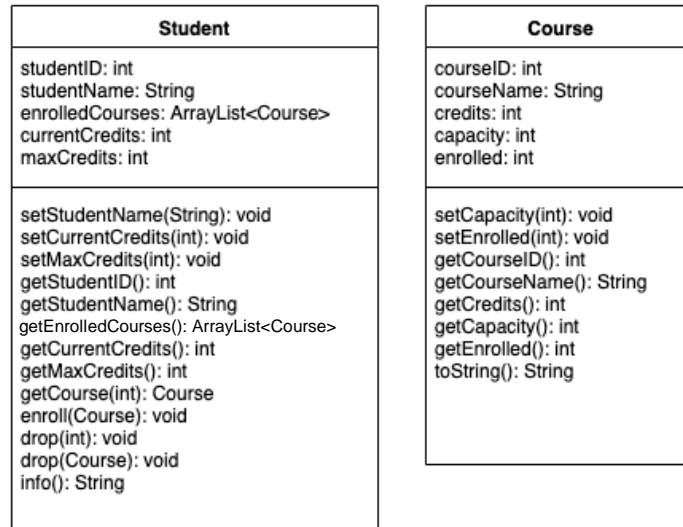 Student
studentID: int
studentName: String
enrolledCourses: ArrayList<Course>
currentCredits: int
maxCredits: int
setStudentName(String): void
setCurrentCredits(int): void
setMaxCredits(int): void
getStudentID(): int
getStudentName(): String
getEnrolledCourses(): ArrayList<Course>
getCurrentCredits(): int
getMaxCredits(): int
getCourse(int): Course
enroll(Course): void
drop(int): void
drop(Course): void
info(): String
Course
courseID: int
courseName: String
credits: int
capacity: int
enrolled: int
setCapacity(int): void
setEnrolled(int): void
getCourseID(): int
getCourseName(): String
getCredits(): int
getCapacity(): int
getEnrolled(): int
toString(): String